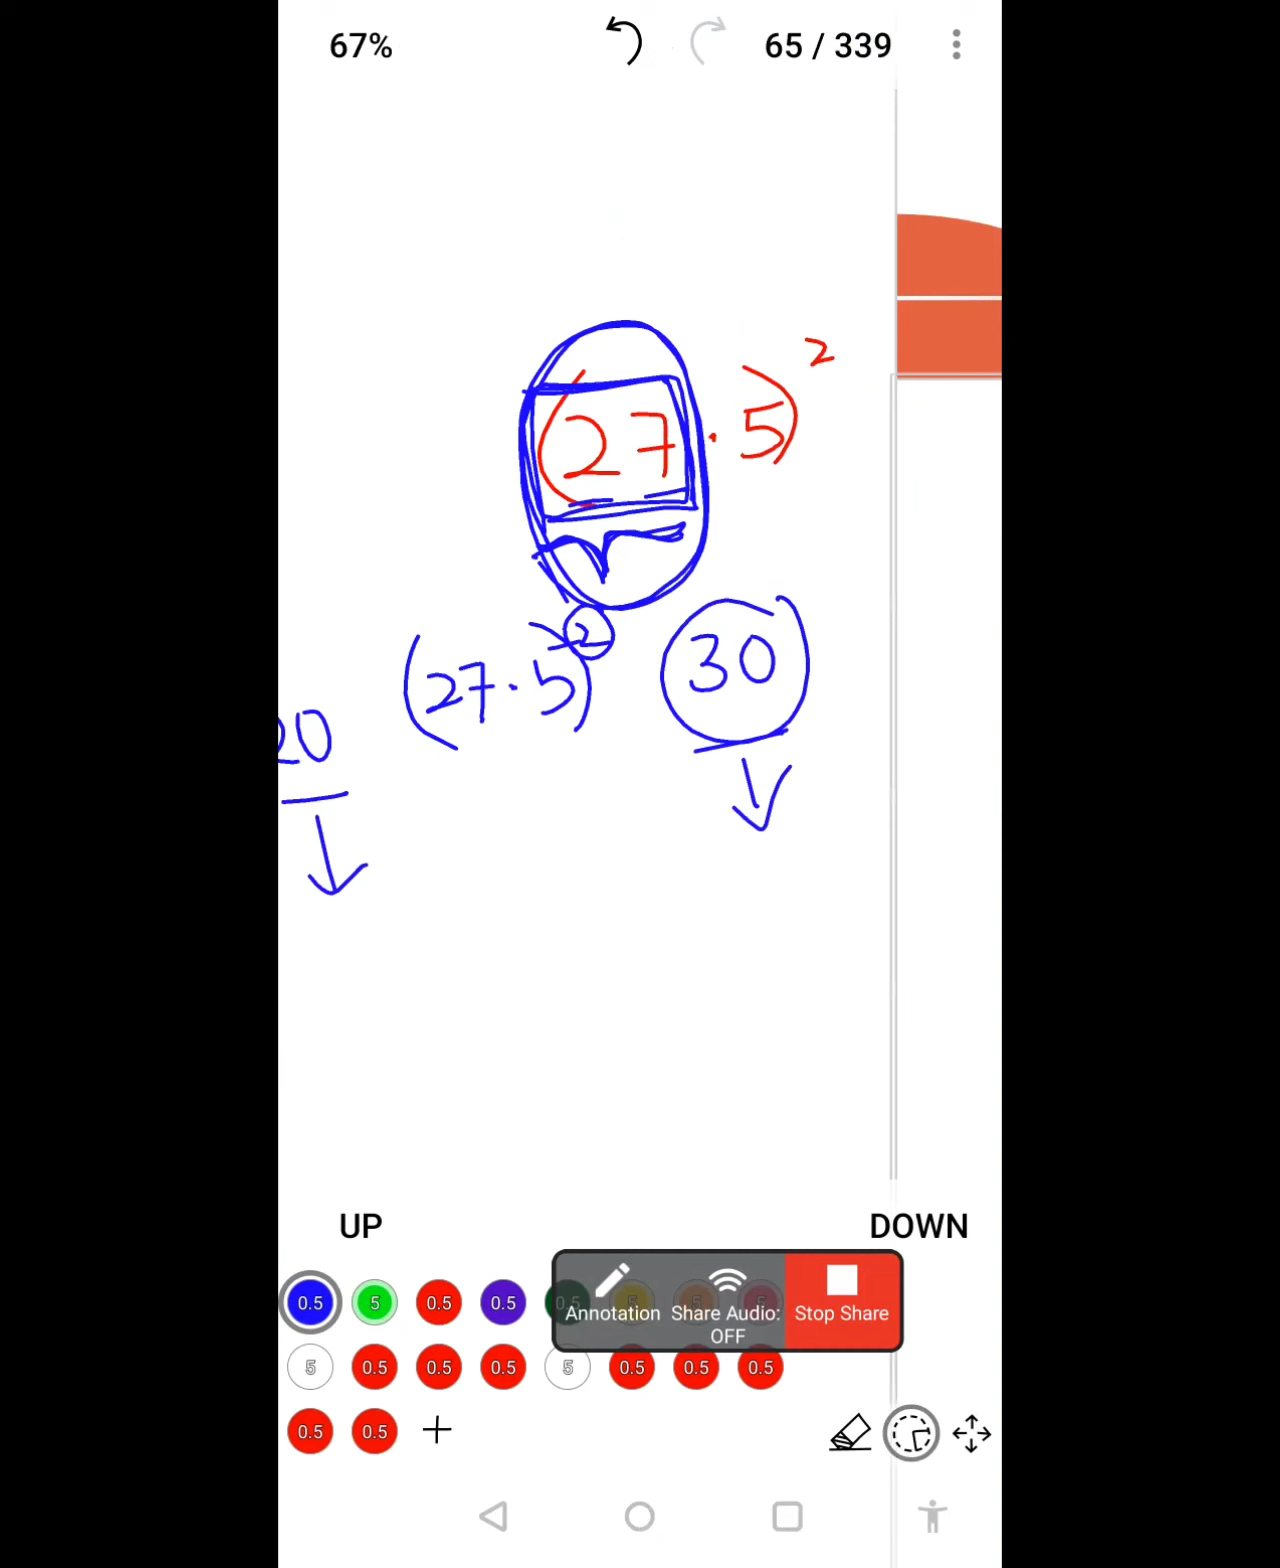 67% 65 / 339
(27.5)²
(27.5)² 30
20
UP DOWN
0.5 5 0.5 0.5
Annotation Share Audio: OFF Stop Share
5 0.5 0.5 0.5 5 0.5 0.5 0.5
0.5 0.5 +